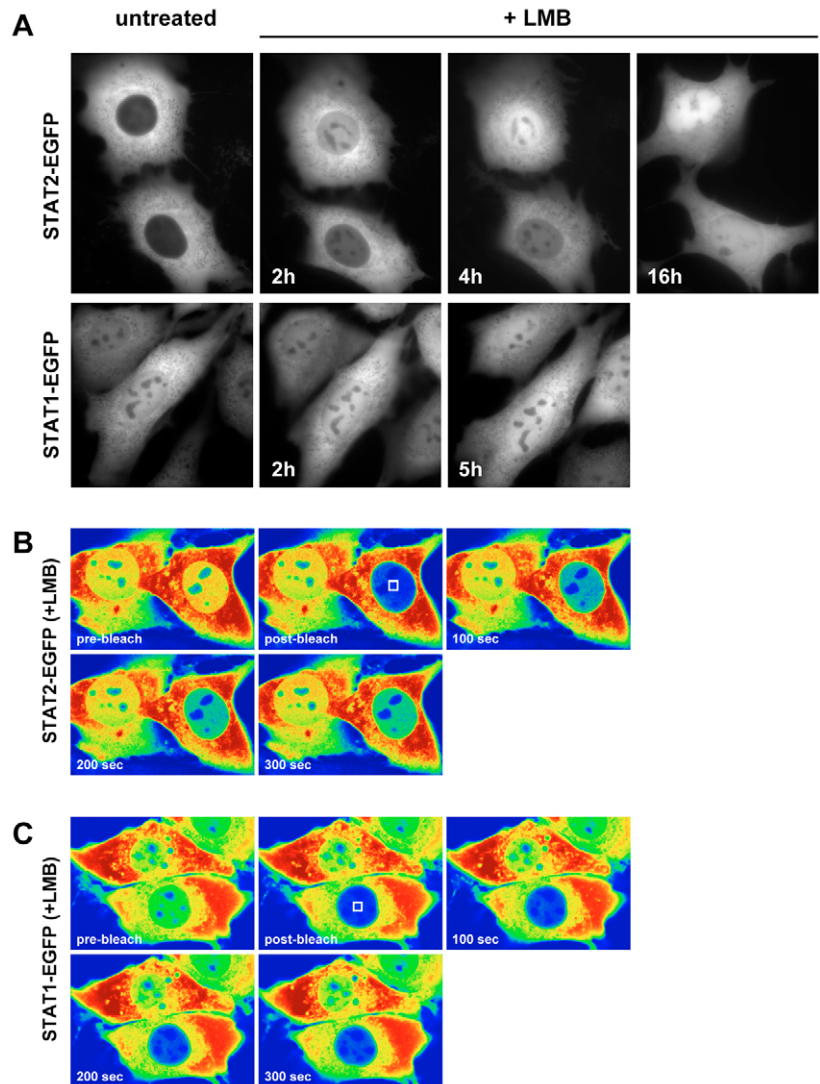 A
untreated
+ LMB
STAT2-EGFP
2h
4h
16h
STAT1-EGFP
2h
5h
B
STAT2-EGFP (+LMB)
pre-bleach
post-bleach
100 sec
200 sec
300 sec
C
STAT1-EGFP (+LMB)
pre-bleach
post-bleach
100 sec
200 sec
300 sec